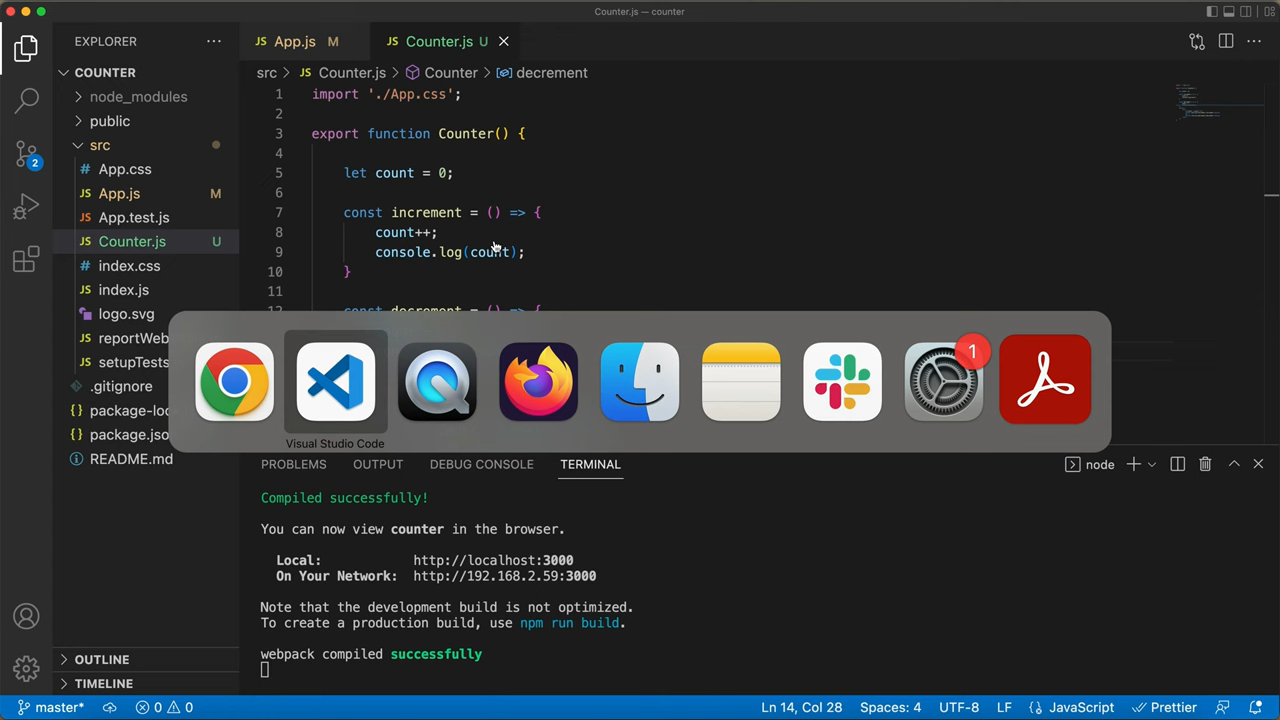 Counter.js — counter
EXPLORER
App.js M
Counter.js U
COUNTER
src
Counter.js
Counter
decrement
node_modules
public
src
App.css
App.js M
App.test.js
Counter.js U
index.css
index.js
logo.svg
reportWeb
setupTests
.gitignore
package-lo
package.jso
README.md
OUTLINE
TIMELINE
2
1 import './App.css';
2
3 export function Counter() {
4
5 let count = 0;
6
7 const increment = () => {
8 count++;
9 console.log(count);
10 }
11
12 const decrement = () => {
1
Visual Studio Code
PROBLEMS
OUTPUT
DEBUG CONSOLE
TERMINAL
node
Compiled successfully!
You can now view counter in the browser.
Local: http://localhost:3000
On Your Network: http://192.168.2.59:3000
Note that the development build is not optimized.
To create a production build, use npm run build.
webpack compiled successfully
master*
0
0
Ln 14, Col 28
Spaces: 4
UTF-8
LF
JavaScript
Prettier